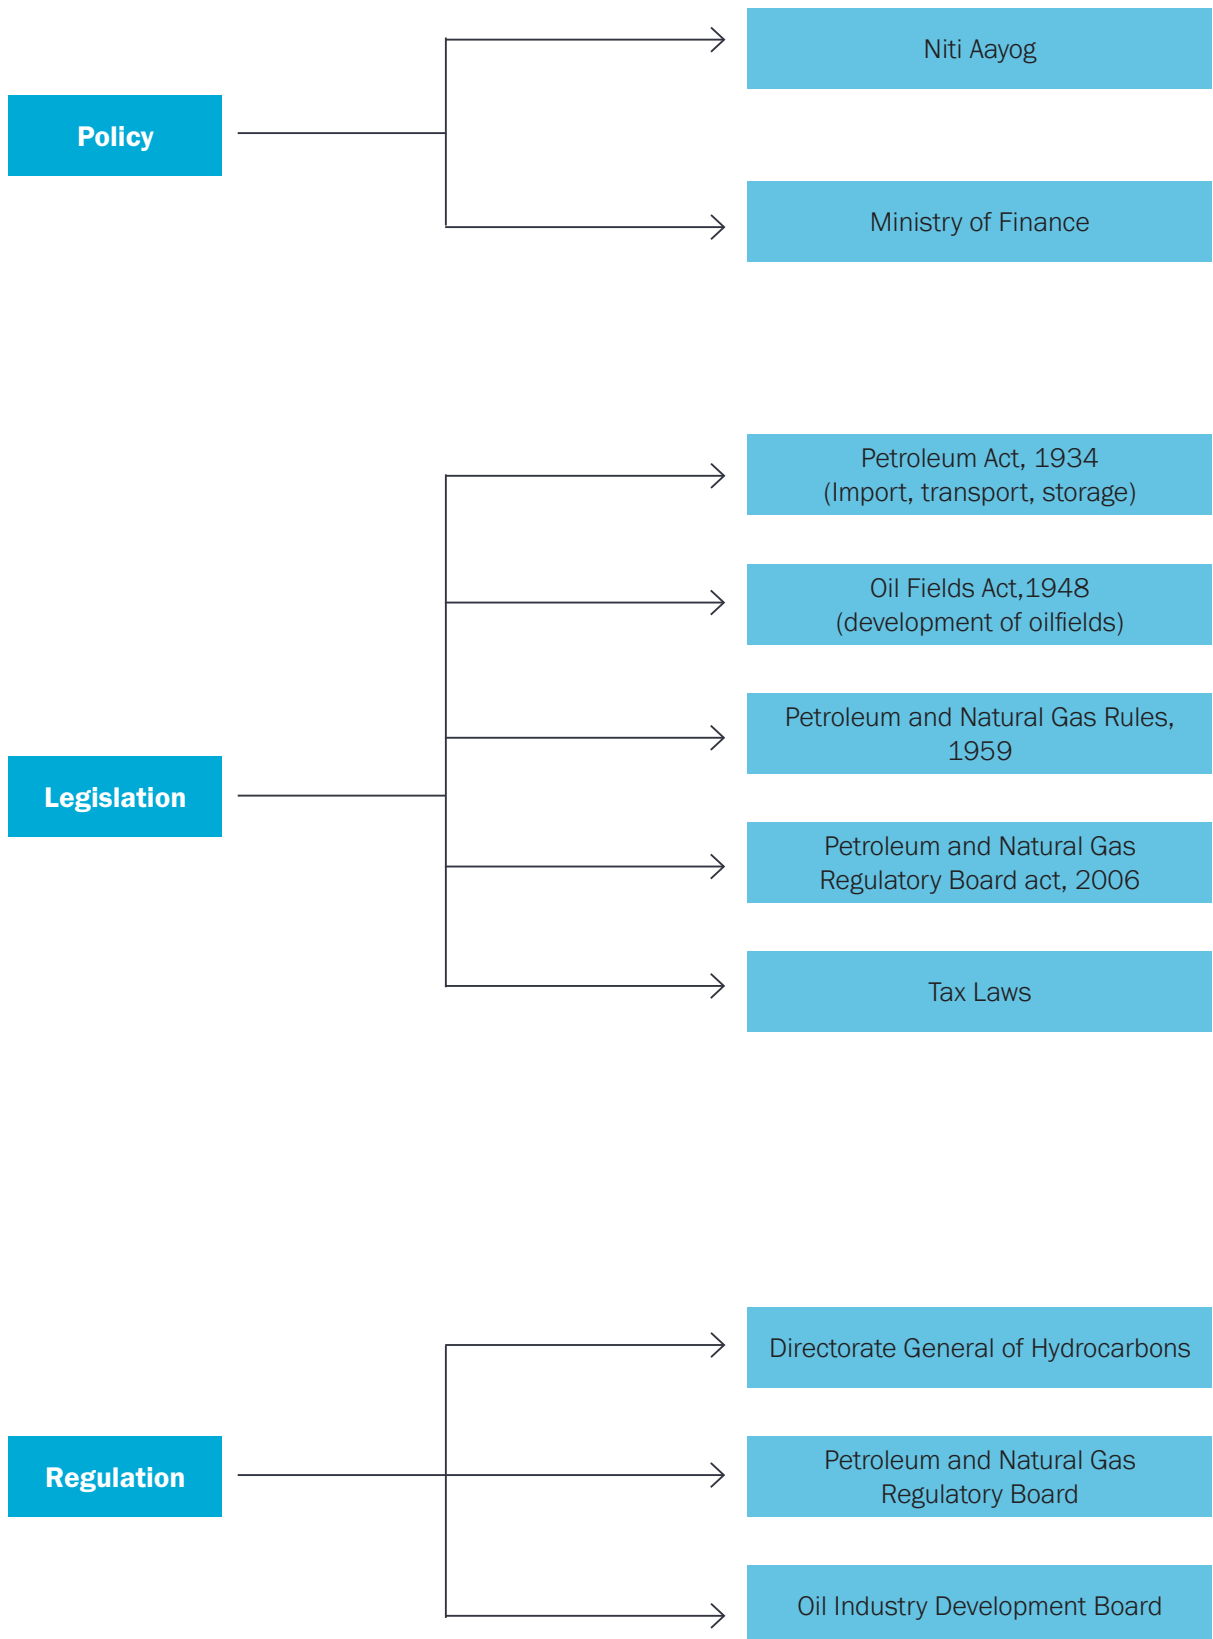 Niti Aayog
Policy
Ministry of Finance
Petroleum Act, 1934
(Import, transport, storage)
Oil Fields Act,1948
(development of oilfields)
Petroleum and Natural Gas Rules,
1959
Legislation
Petroleum and Natural Gas
Regulatory Board act, 2006
Tax Laws
Directorate General of Hydrocarbons
Regulation
Petroleum and Natural Gas
Regulatory Board
Oil Industry Development Board